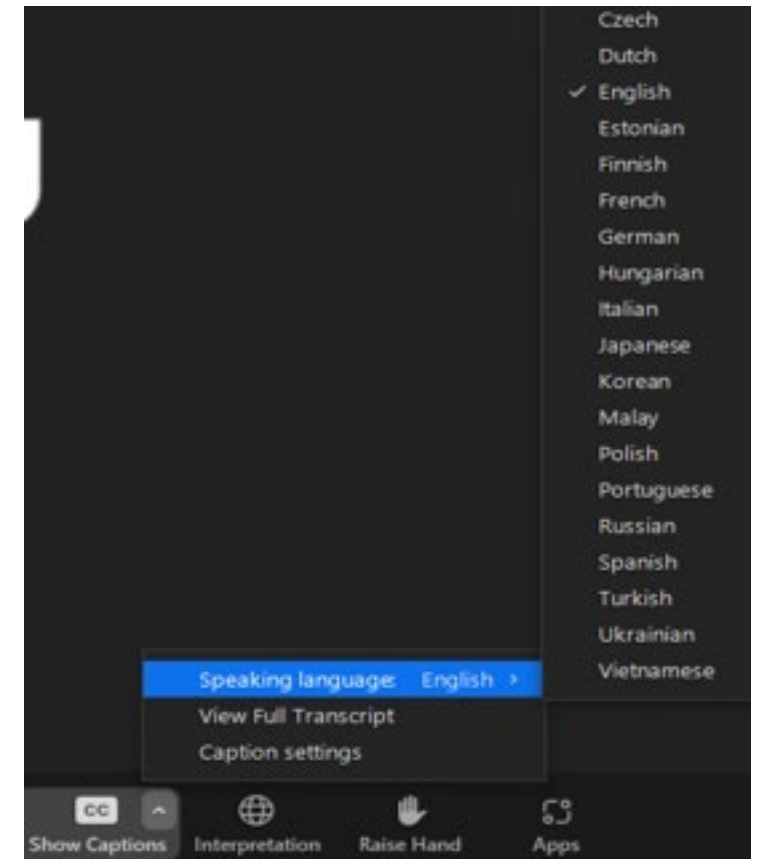 Czech
Dutch
✓ English
Estonian
Finnish
French
German
Hungarian
Italian
Japanese
Korean
Malay
Polish
Portuguese
Russian
Spanish
Turkish
Ukrainian
Vietnamese
Speaking language: English >
View Full Transcript
Caption settings
CC
Show Captions Interpretation Raise Hand Apps